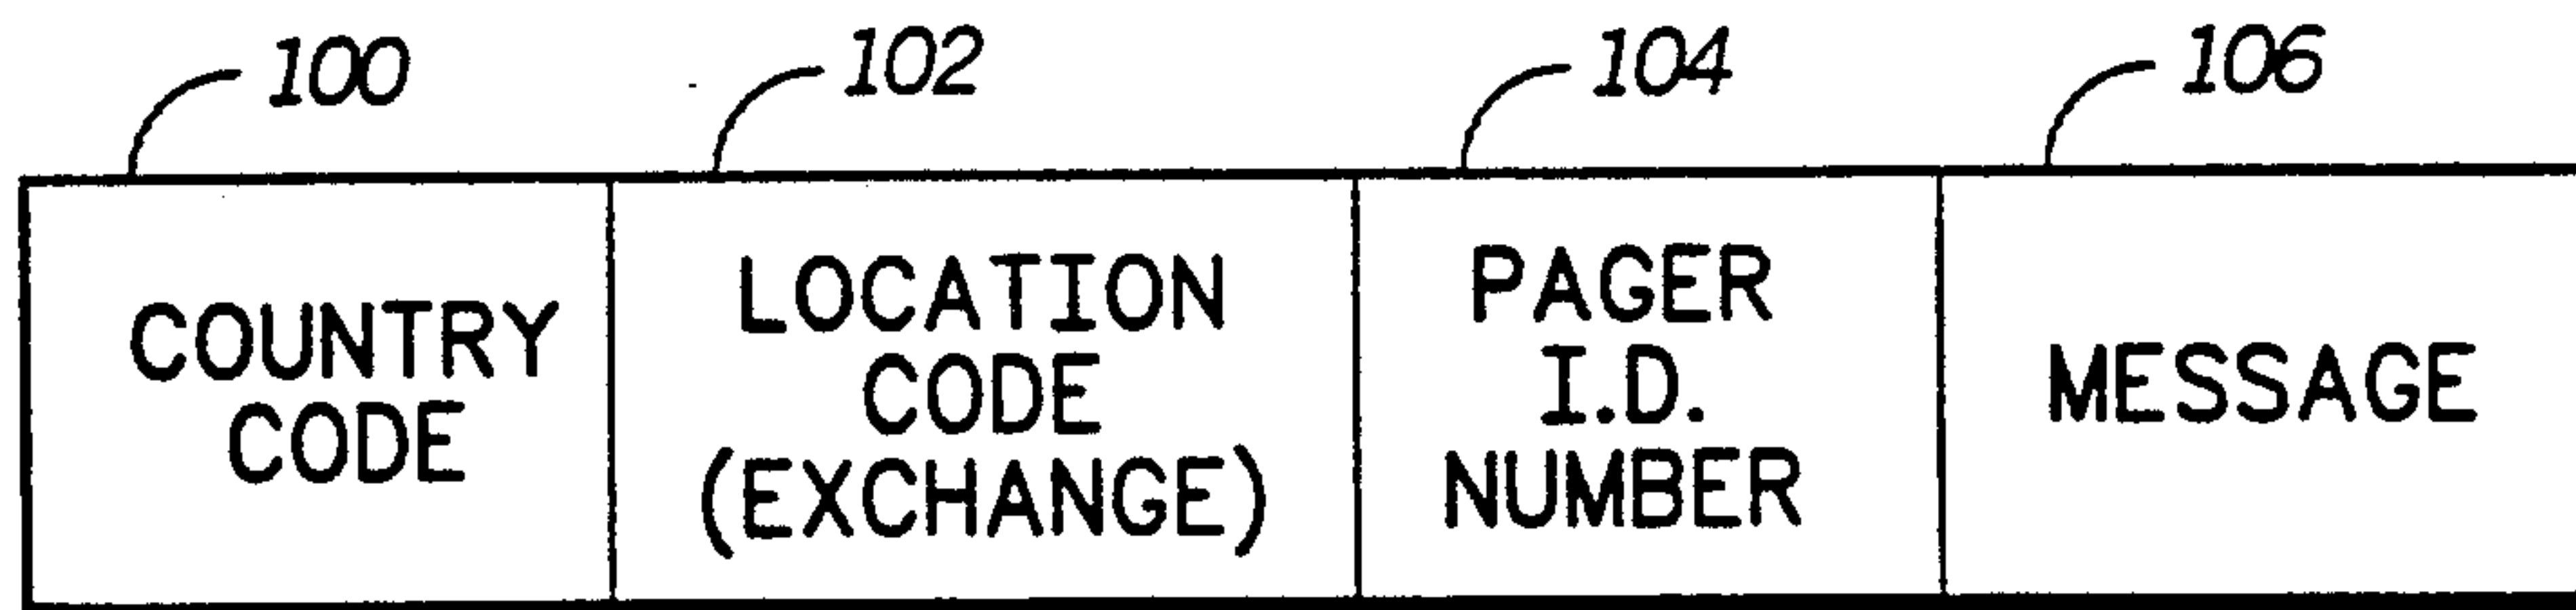 100 102 104 106
COUNTRY
CODE
LOCATION
CODE
(EXCHANGE)
PAGER
I.D.
NUMBER
MESSAGE